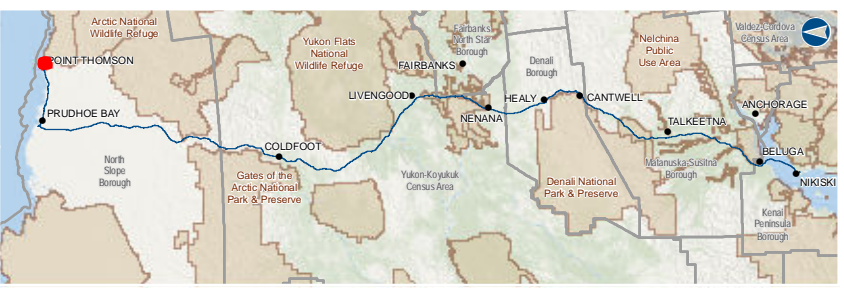 Arctic National
Wildlife Refuge
POINT THOMSON
PRUDHOE BAY
North
Slope
Borough
COLDFOOT
Gates of the
Arctic National
Park & Preserve
Yukon Flats
National
Wildlife Refuge
LIVENGOOD
Fairbanks
North Star
Borough
FAIRBANKS
NENANA
Yukon-Koyukuk
Census Area
Denali
Borough
HEALY
CANTWELL
Denali National
Park & Preserve
Nelchina
Public
Use Area
TALKEETNA
Matanuska-Susitna
Borough
Valdez-Cordova
Census Area
ANCHORAGE
BELUGA
NIKISKI
Kenai
Peninsula
Borough